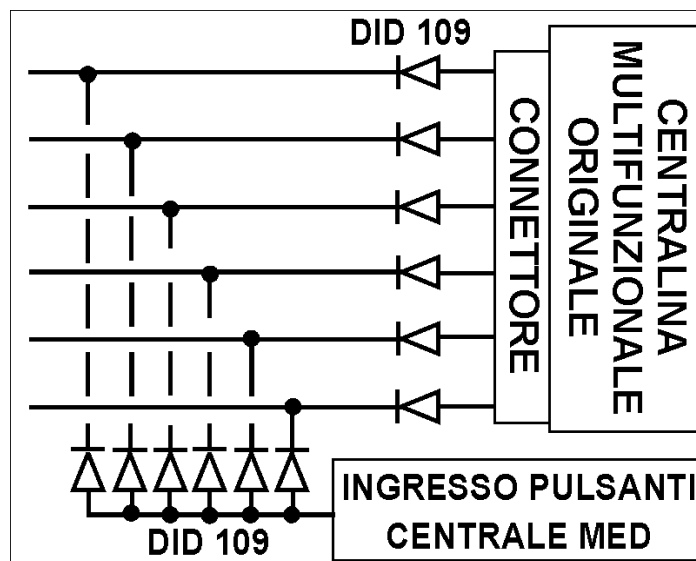 DID 109
CONNETTORE
CENTRALINA
MULTIFUNZIONALE
ORIGINALE
INGRESSO PULSANTI
CENTRALE MED
DID 109